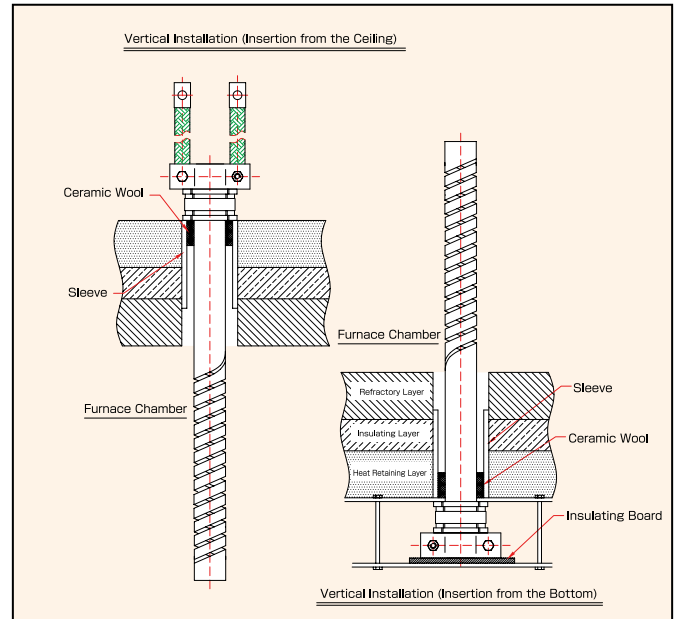 Vertical Installation (Insertion from the Ceiling)
Ceramic Wool
Sleeve
Furnace Chamber
Furnace Chamber
Refractory Layer
Sleeve
Insulating Layer
Ceramic Wool
Heat Retaining Layer
Insulating Board
Vertical Installation (Insertion from the Bottom)